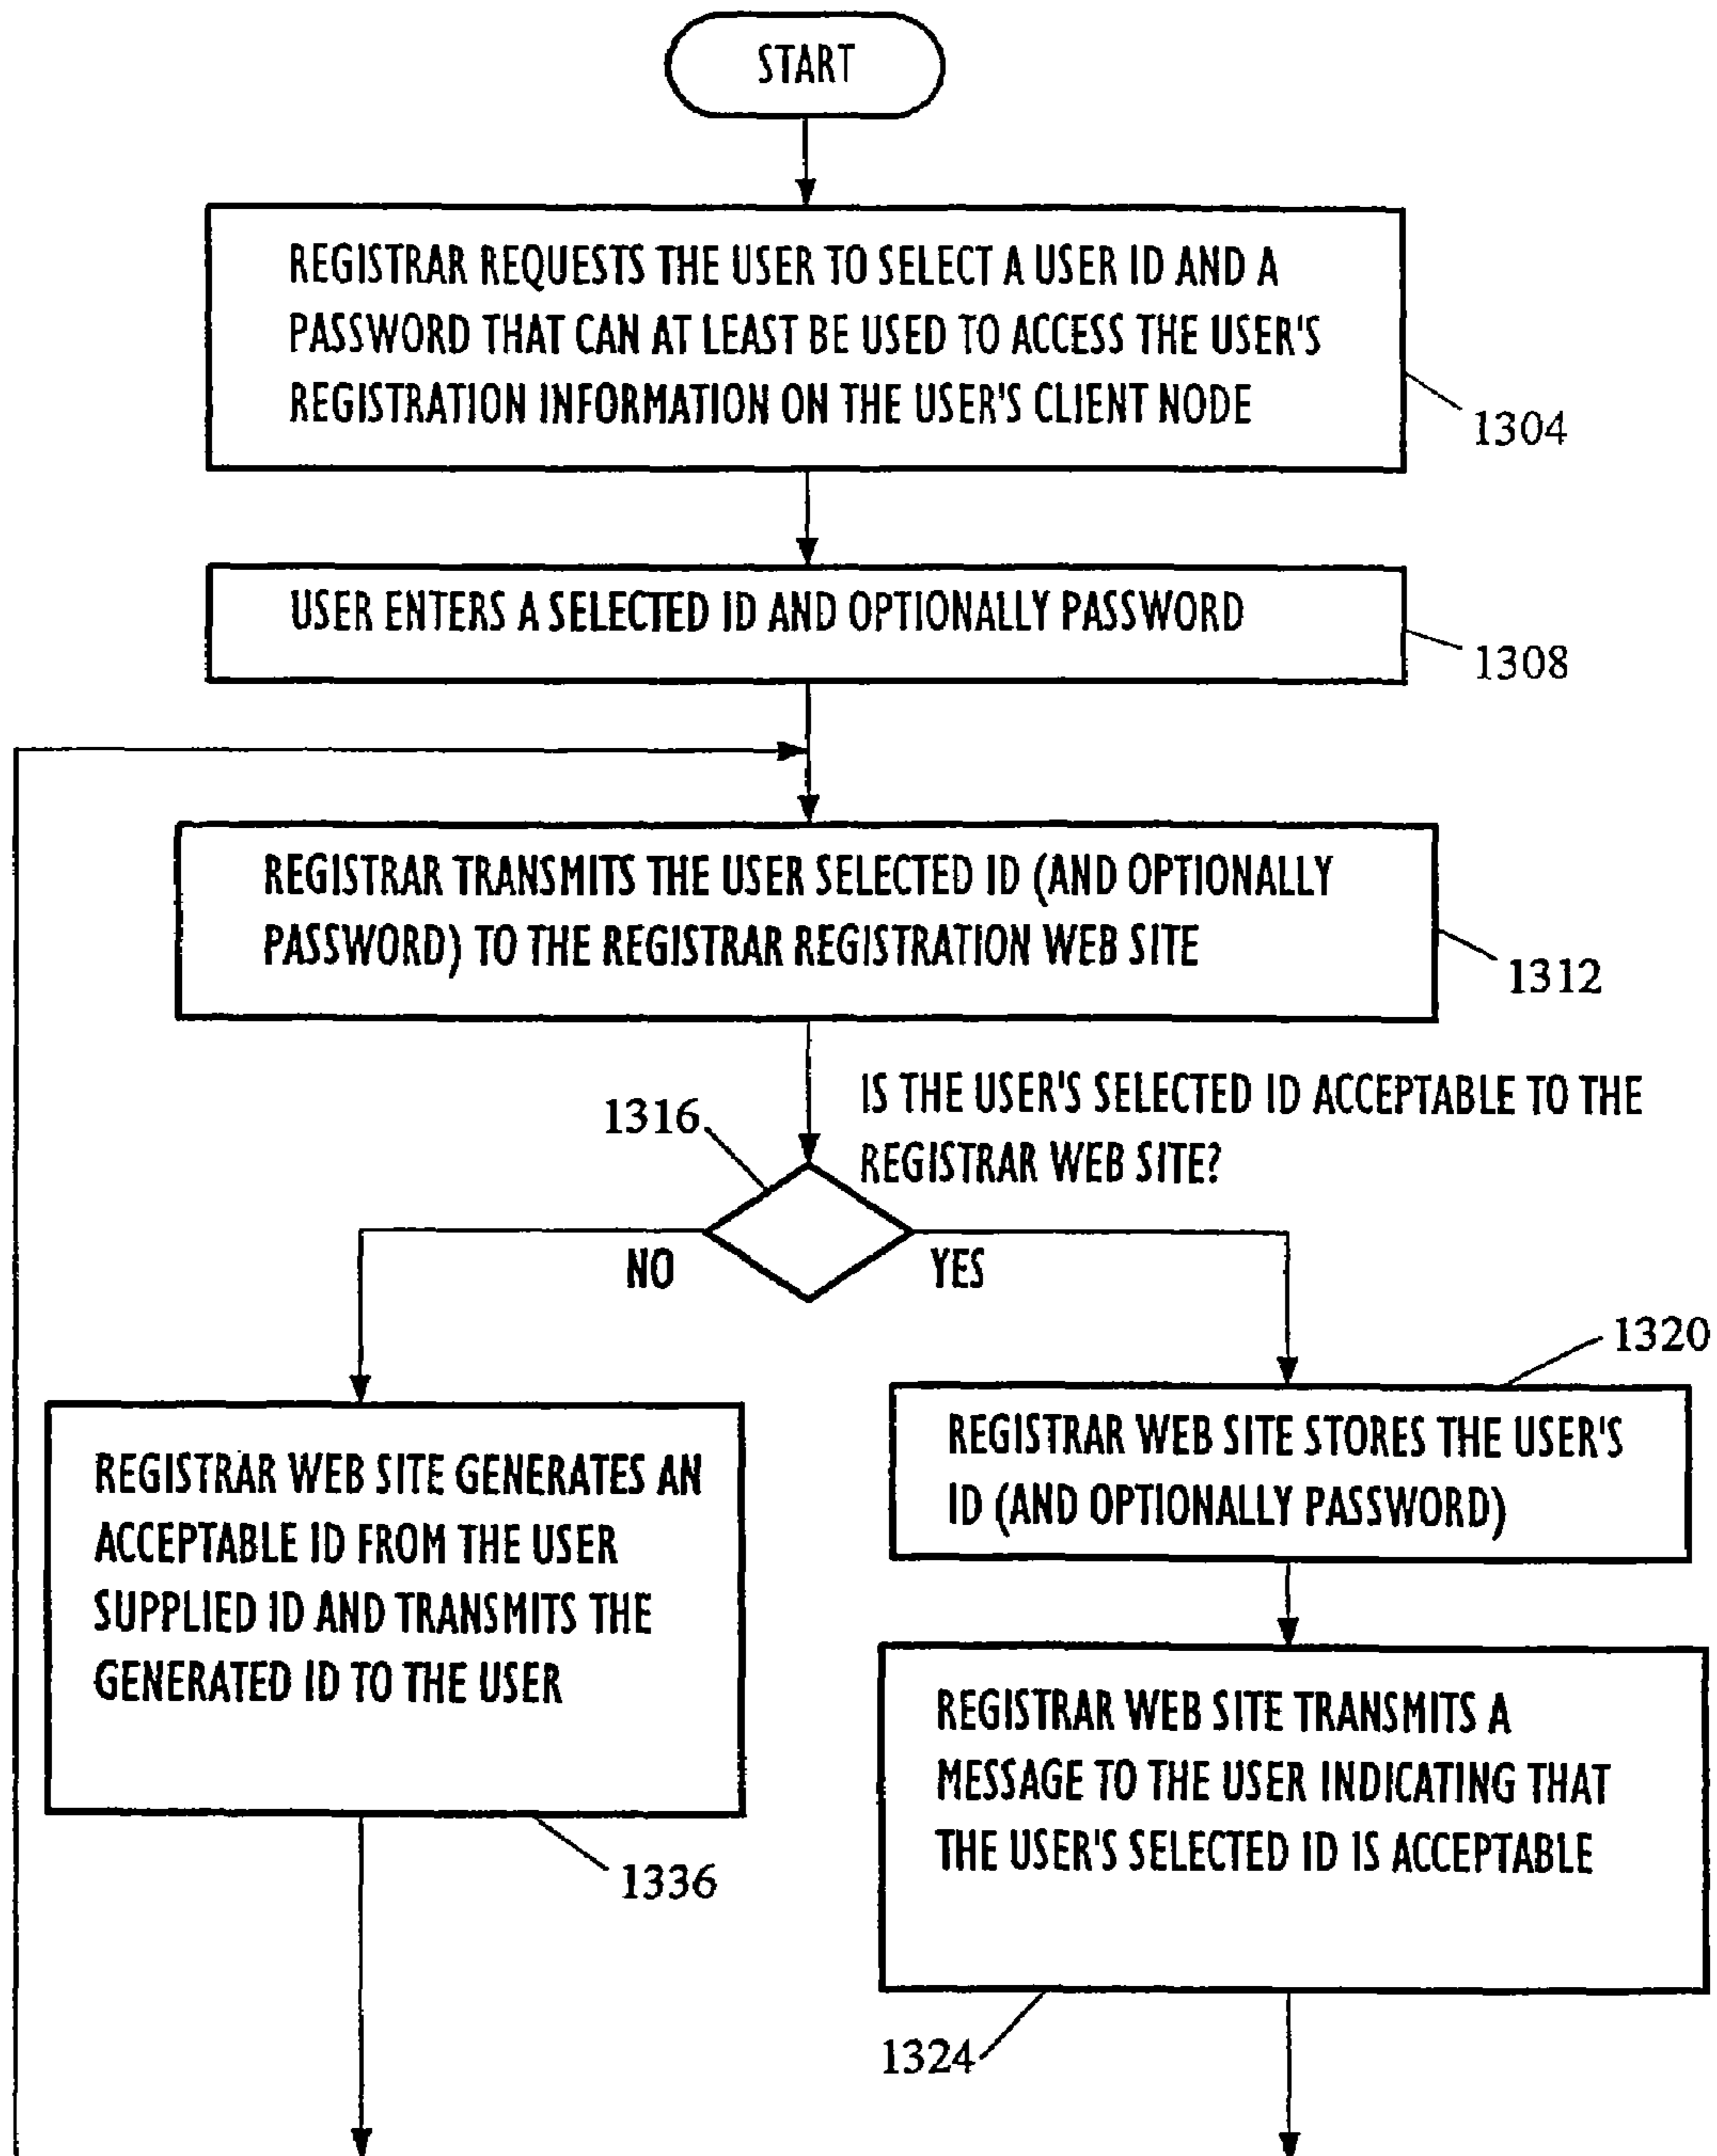 START
REGISTRAR REQUESTS THE USER TO SELECT A USER ID AND A
PASSWORD THAT CAN AT LEAST BE USED TO ACCESS THE USER'S
REGISTRATION INFORMATION ON THE USER'S CLIENT NODE
1304
USER ENTERS A SELECTED ID AND OPTIONALLY PASSWORD
1308
REGISTRAR TRANSMITS THE USER SELECTED ID (AND OPTIONALLY
PASSWORD) TO THE REGISTRAR REGISTRATION WEB SITE
1312
IS THE USER'S SELECTED ID ACCEPTABLE TO THE
REGISTRAR WEB SITE?
1316
NO
YES
1320
REGISTRAR WEB SITE GENERATES AN
ACCEPTABLE ID FROM THE USER
SUPPLIED ID AND TRANSMITS THE
GENERATED ID TO THE USER
1336
REGISTRAR WEB SITE STORES THE USER'S
ID (AND OPTIONALLY PASSWORD)
REGISTRAR WEB SITE TRANSMITS A
MESSAGE TO THE USER INDICATING THAT
THE USER'S SELECTED ID IS ACCEPTABLE
1324